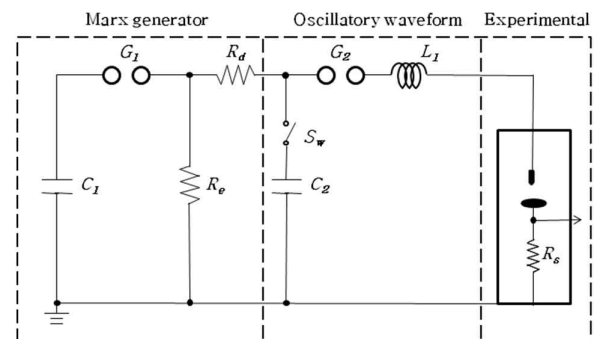 Marx generator
Oscillatory waveform
Experimental
G1
Rd
G2
L1
Sw
C1
Re
C2
Rs